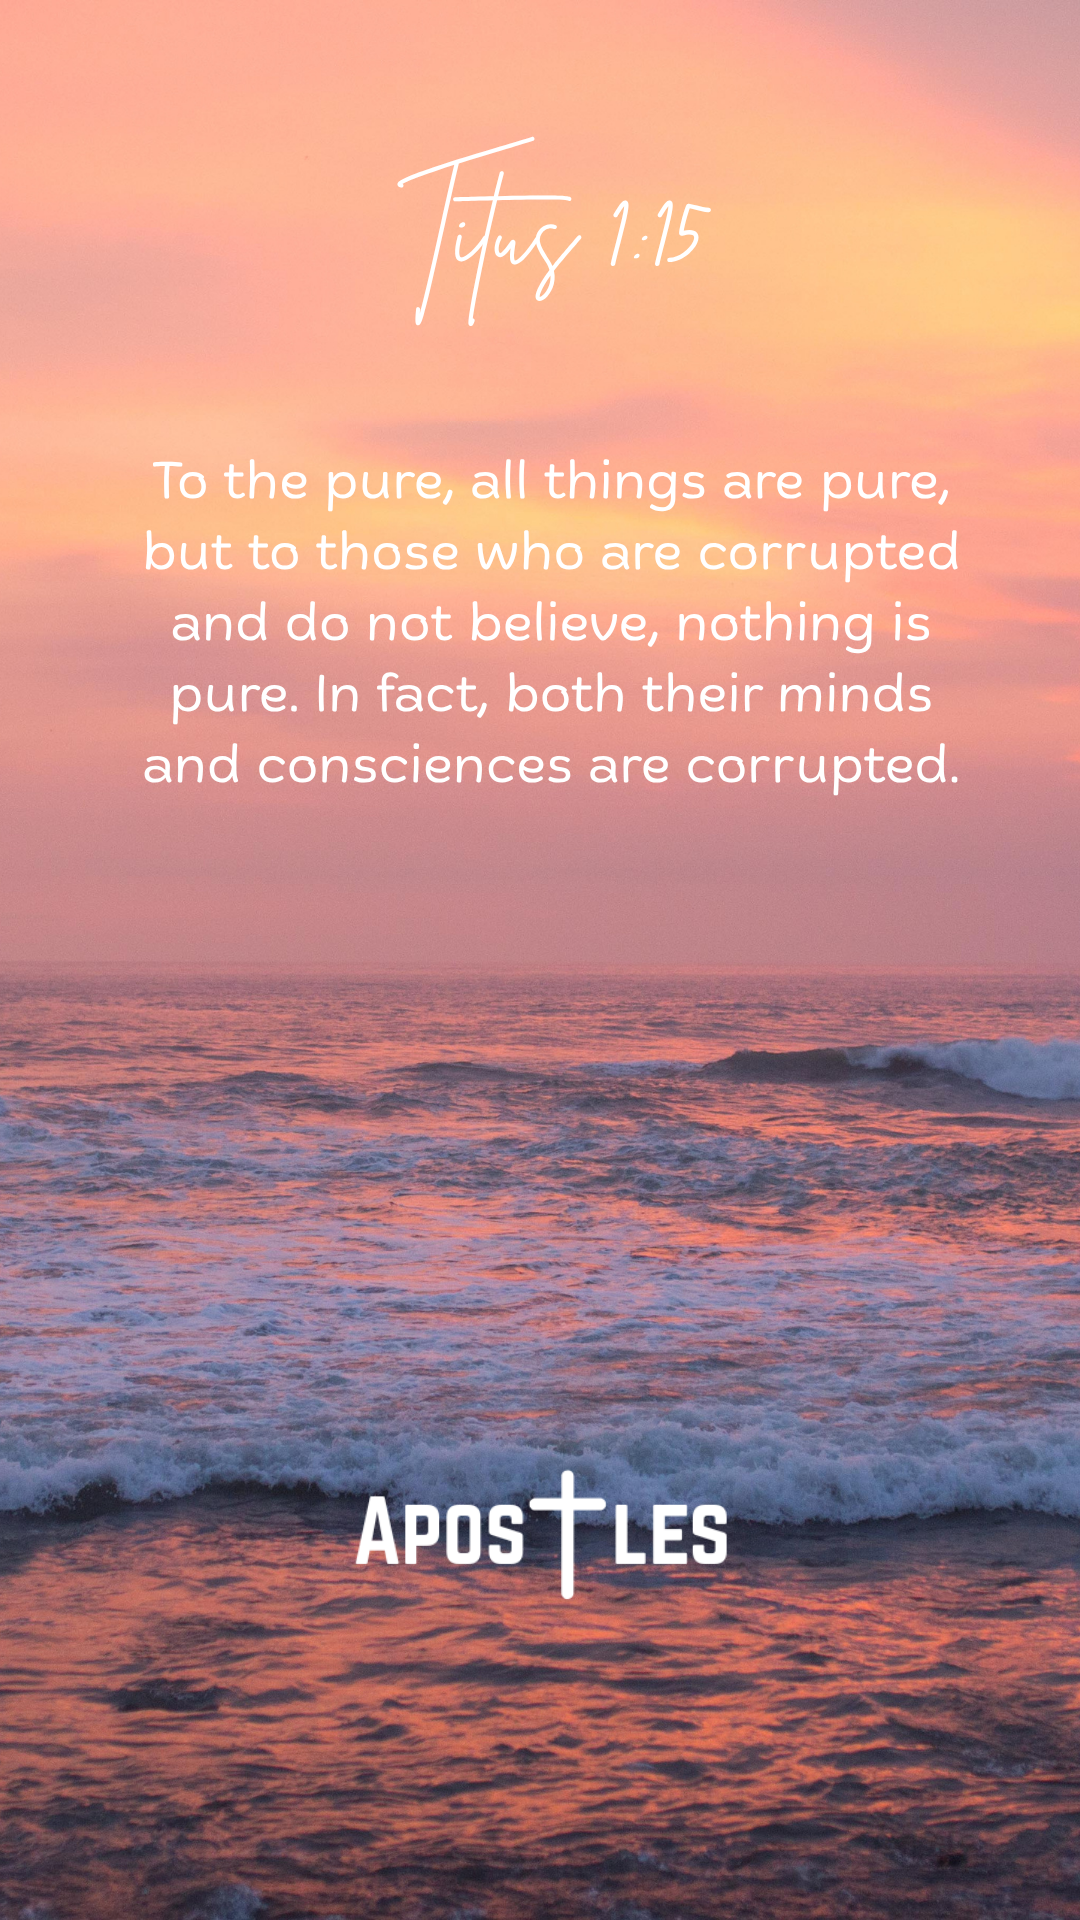 Titus 1:15
To the pure, all things are pure,
but to those who are corrupted
and do not believe, nothing is
pure. In fact, both their minds
and consciences are corrupted.
APOSTLES